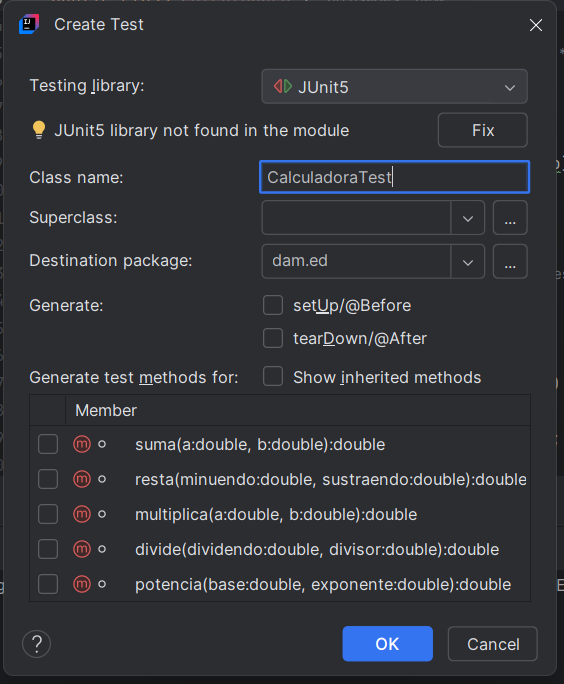 Create Test
Testing library:
JUnit5
JUnit5 library not found in the module
Fix
Class name:
CalculadoraTest
Superclass:
...
Destination package:
dam.ed
...
Generate:
setUp/@Before
tearDown/@After
Generate test methods for:
Show inherited methods
Member
suma(a:double, b:double):double
resta(minuendo:double, sustraendo:double):double
multiplica(a:double, b:double):double
divide(dividendo:double, divisor:double):double
potencia(base:double, exponente:double):double
?
OK
Cancel